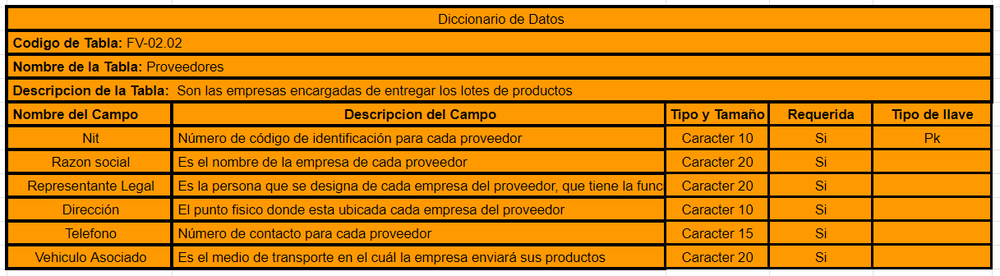 Diccionario de Datos
Codigo de Tabla: FV-02.02
Nombre de la Tabla: Proveedores
Descripcion de la Tabla: Son las empresas encargadas de entregar los lotes de productos
Nombre del Campo Descripcion del Campo Tipo y Tamaño Requerida Tipo de llave
Nit Número de código de identificación para cada proveedor Caracter 10 Si Pk
Razon social Es el nombre de la empresa de cada proveedor Caracter 20 Si
Representante Legal Es la persona que se designa de cada empresa del proveedor, que tiene la func Caracter 20 Si
Dirección El punto fisico donde esta ubicada cada empresa del proveedor Caracter 10 Si
Telefono Número de contacto para cada proveedor Caracter 15 Si
Vehiculo Asociado Es el medio de transporte en el cuál la empresa enviará sus productos Caracter 20 Si